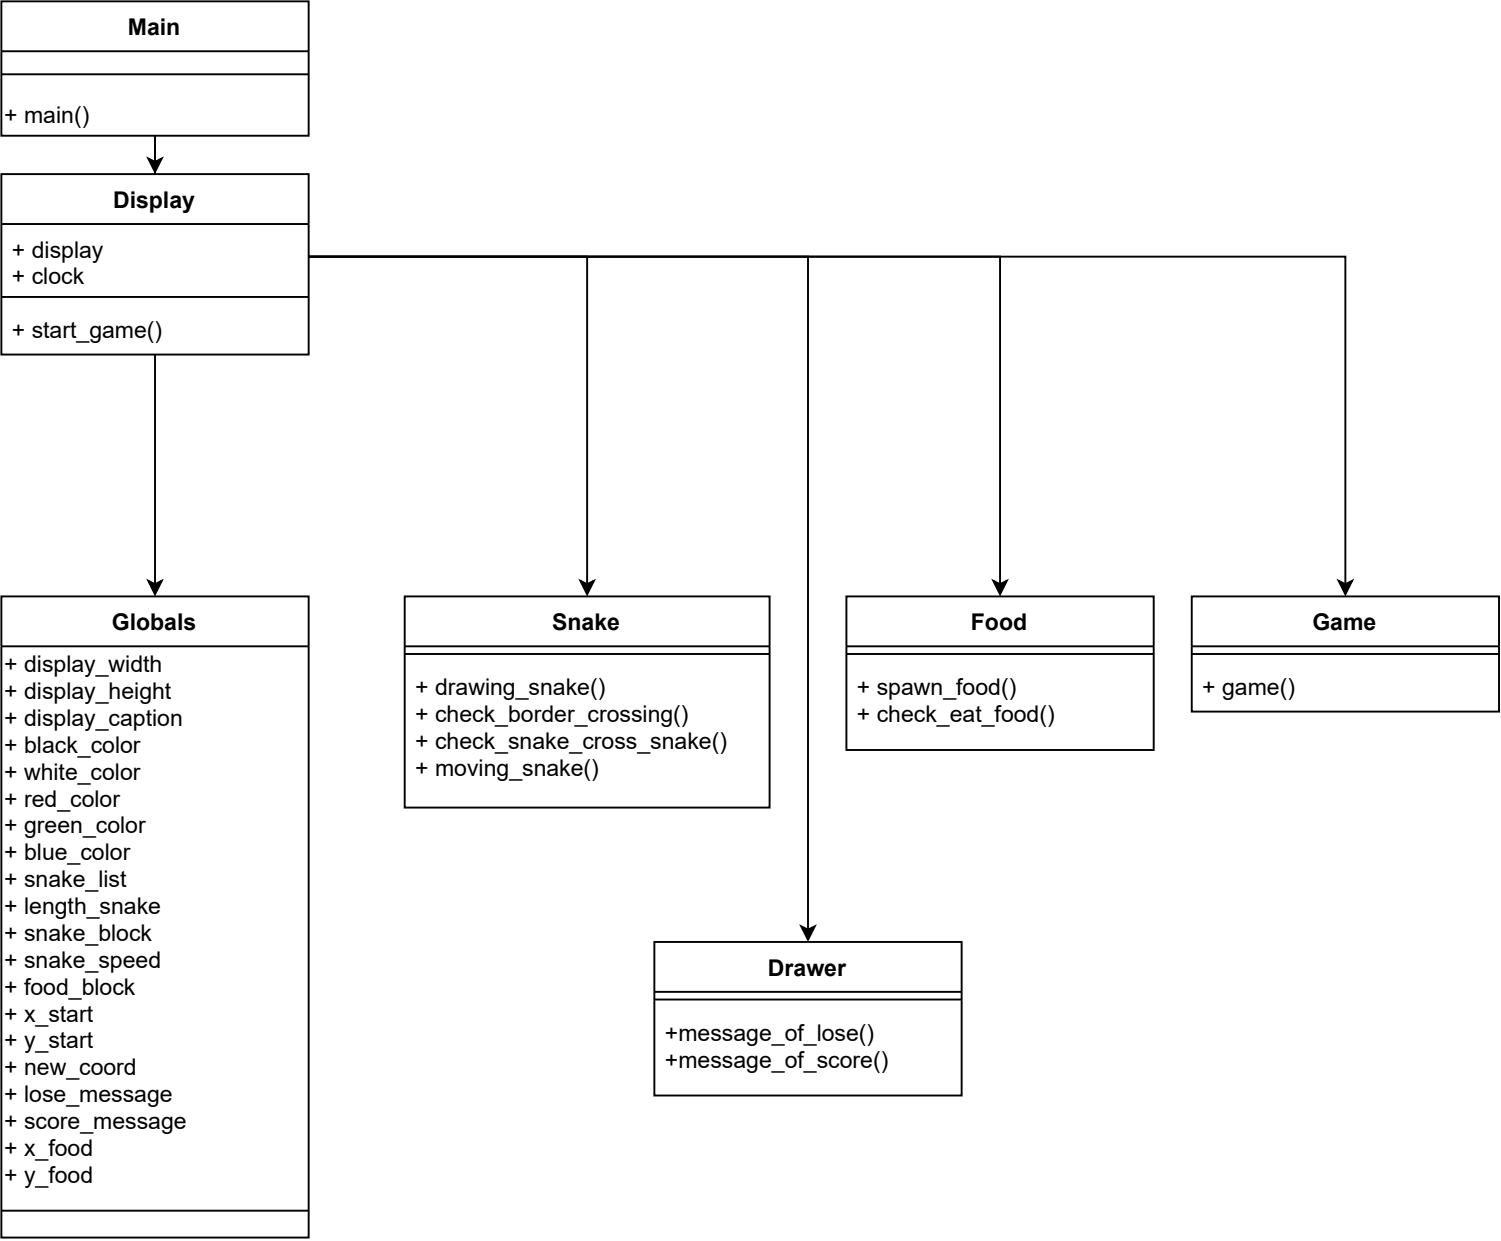 Main
+ main()
Display
+ display
+ clock
+ start_game()
Globals
+ display_width
+ display_height
+ display_caption
+ black_color
+ white_color
+ red_color
+ green_color
+ blue_color
+ snake_list
+ length_snake
+ snake_block
+ snake_speed
+ food_block
+ x_start
+ y_start
+ new_coord
+ lose_message
+ score_message
+ x_food
+ y_food
Snake
+ drawing_snake()
+ check_border_crossing()
+ check_snake_cross_snake()
+ moving_snake()
Food
+ spawn_food()
+ check_eat_food()
Game
+ game()
Drawer
+message_of_lose()
+message_of_score()